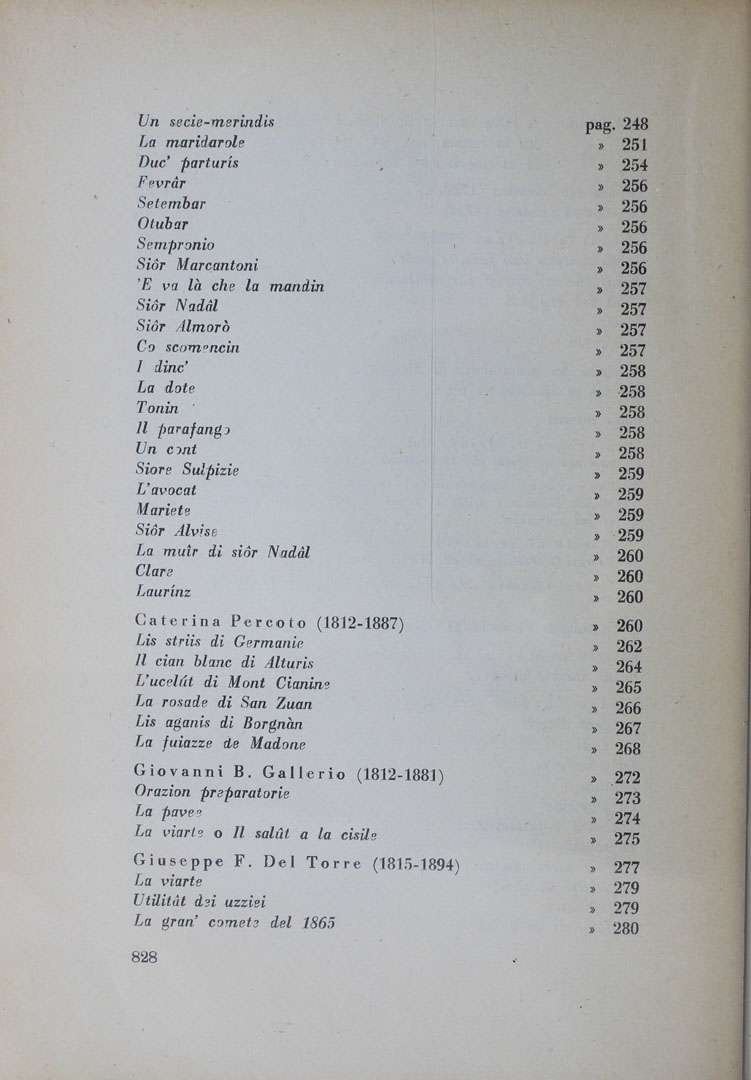 Un secie-merindis pag. 248
La maridarole » 251
Duc' parturís » 254
Fevrâr » 256
Setembar » 256
Otubar » 256
Sempronio » 256
Siôr Marcantoni » 256
'E va là che la mandin » 257
Siôr Nadâl » 257
Siôr Almorò » 257
Co scomencin » 257
I dinc' » 258
La dote » 258
Tonin » 258
Il parafango » 258
Un cont » 258
Siore Sulpizie » 259
L'avocat » 259
Mariete » 259
Siôr Alvise » 259
La muîr di siôr Nadâl » 260
Clare » 260
Laurínz » 260
Caterina Percoto (1812-1887) » 260
Lis striis di Germanie » 262
Il cian blanc di Alturis » 264
L'ucelút di Mont Cianine » 265
La rosade di San Zuan » 266
Lis aganis di Borgnàn » 267
La fuiazze de Madone » 268
Giovanni B. Gallerio (1812-1881) » 272
Orazion preparatorie » 273
La pavee » 274
La viarte o Il salût a la cisile » 275
Giuseppe F. Del Torre (1815-1894) » 277
La viarte » 279
Utilitât dei uzziei » 279
La gran' comete del 1865 » 280
828